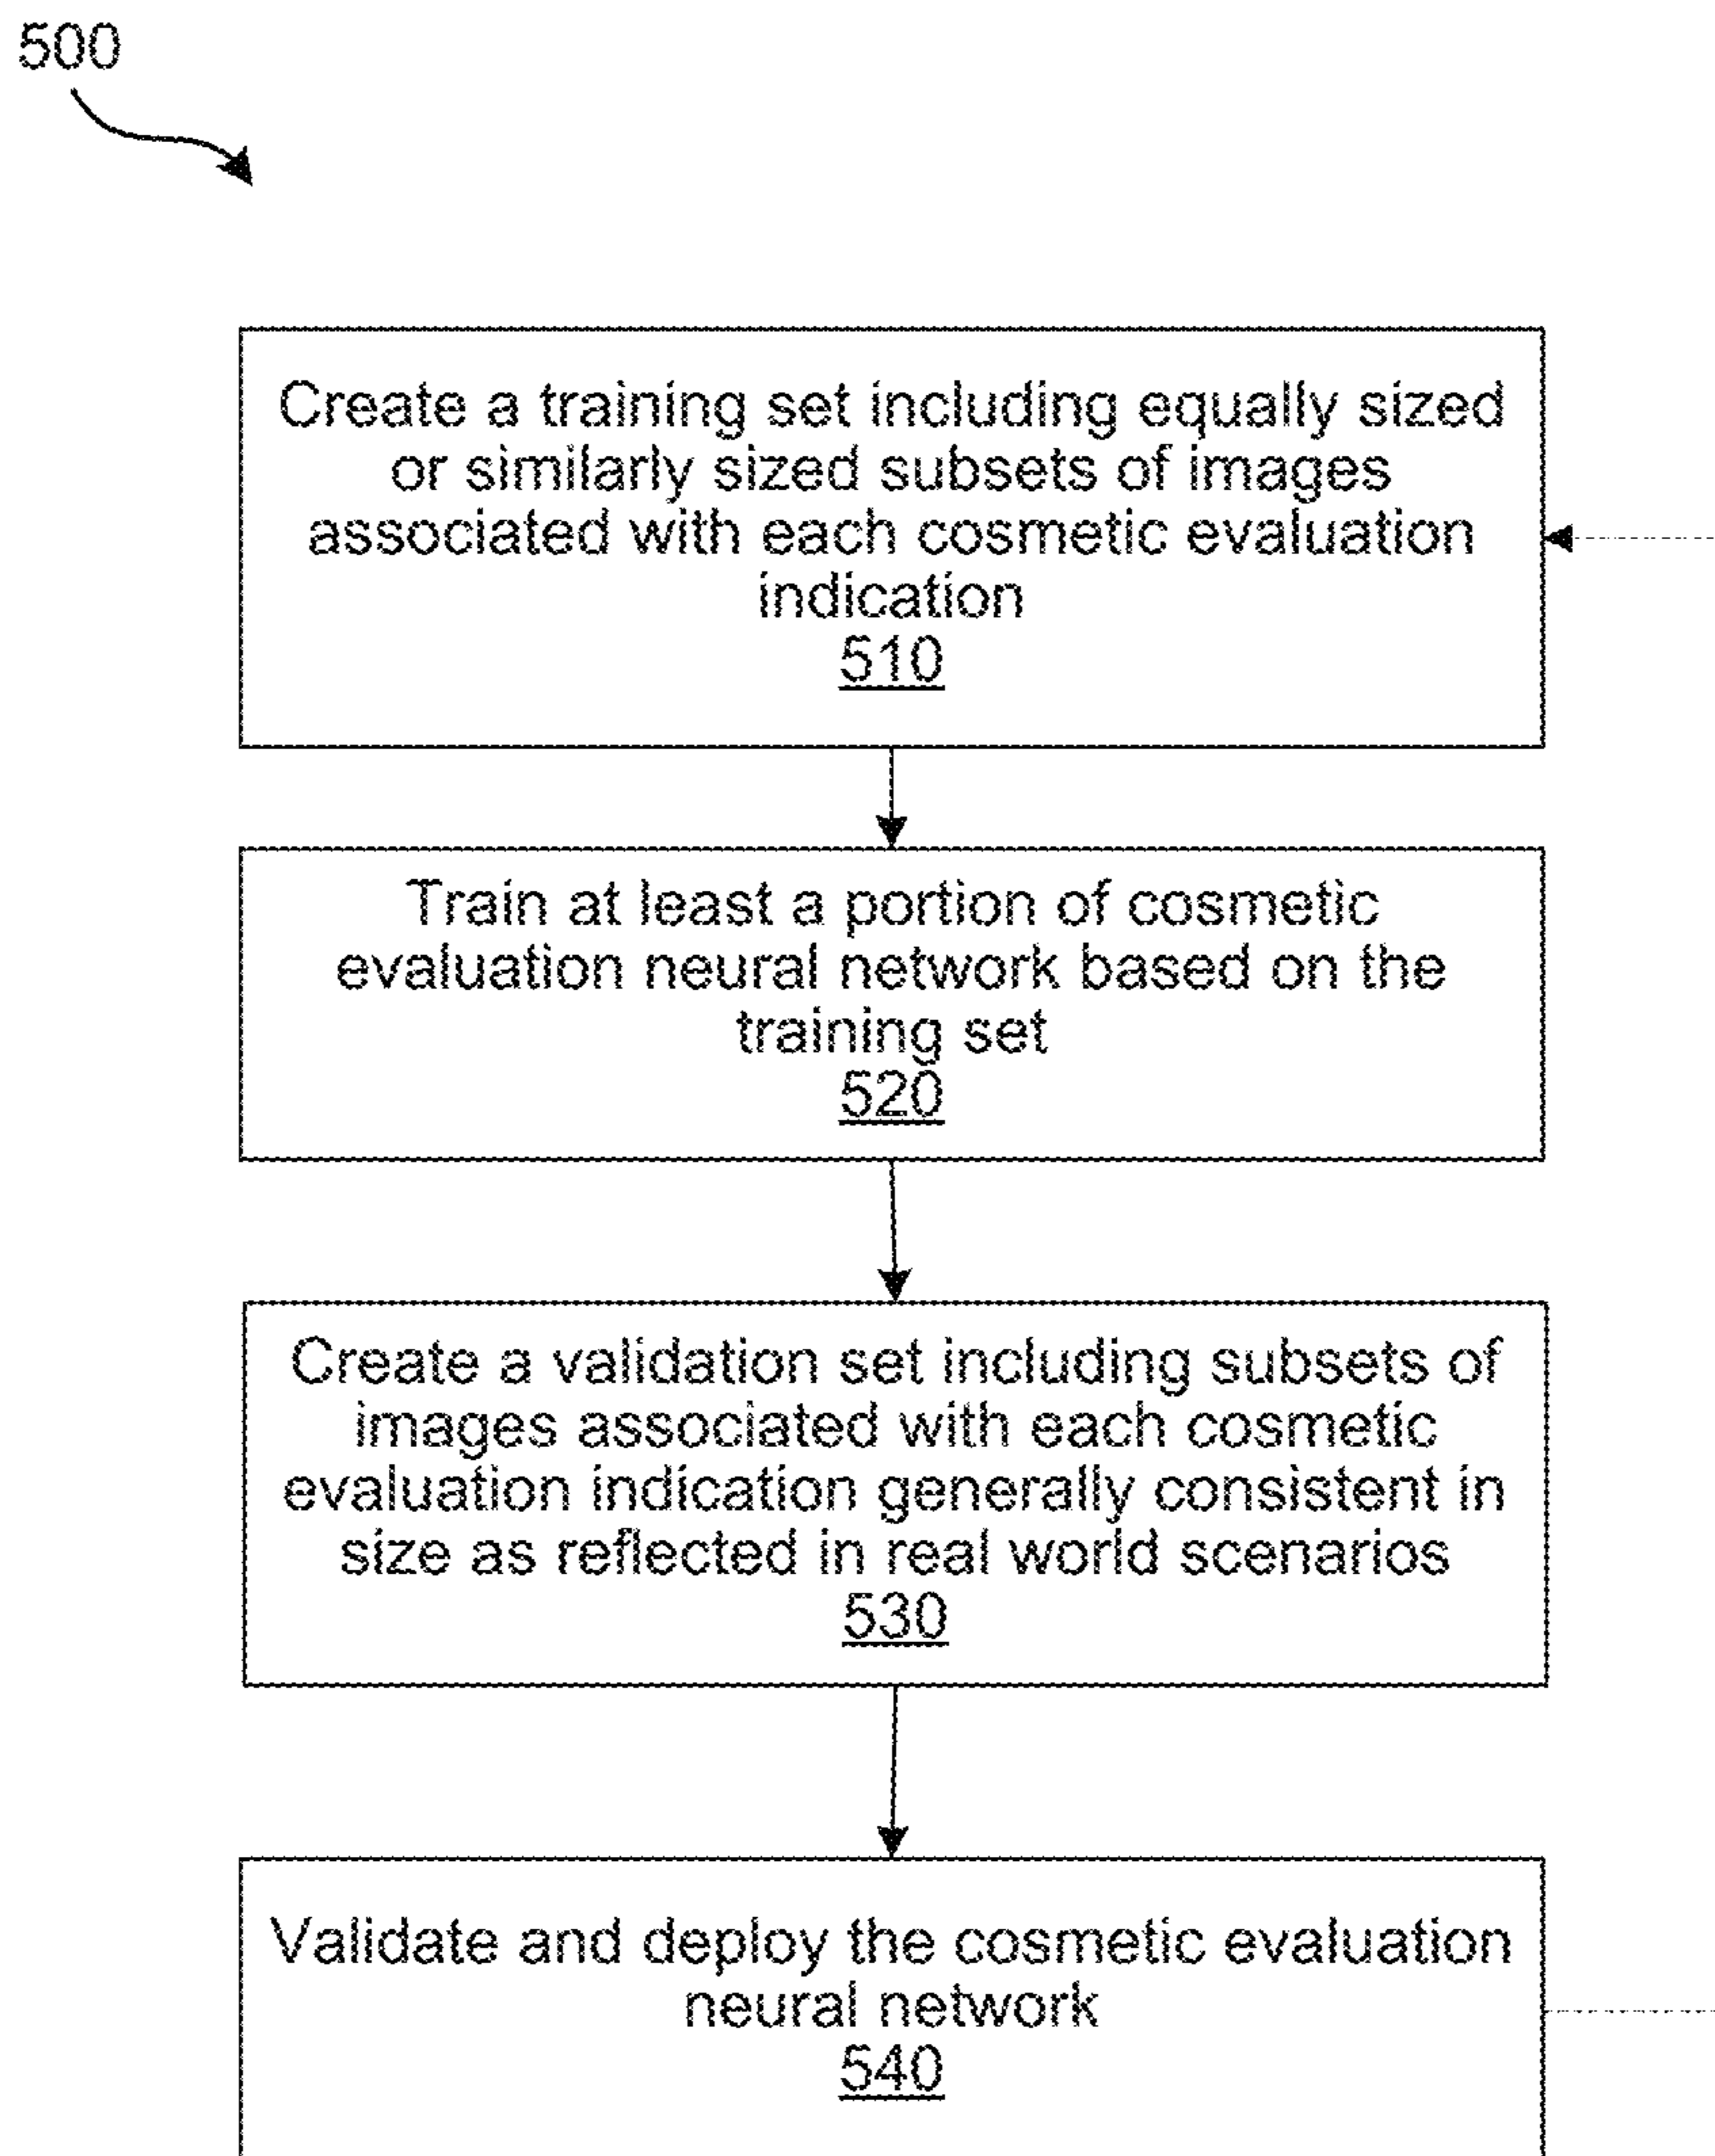 500
Create a training set including equally sized
or similarly sized subsets of images
associated with each cosmetic evaluation
indication
510
Train at least a portion of cosmetic
evaluation neural network based on the
training set
520
Create a validation set including subsets of
images associated with each cosmetic
evaluation indication generally consistent in
size as reflected in real world scenarios
530
Validate and deploy the cosmetic evaluation
neural network
540